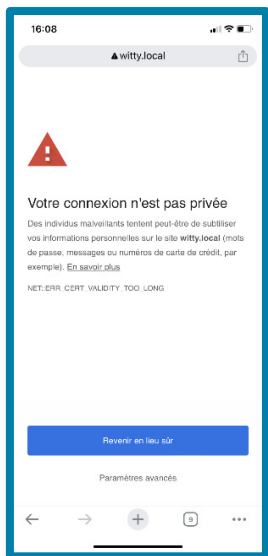 16:08
witty.local
Votre connexion n'est pas privée
Des individus malveillants tentent peut-être de subtiliser
vos informations personnelles sur le site witty.local (mots
de passe, messages ou numéros de carte de crédit, par
exemple). En savoir plus
NET::ERR_CERT_VALIDITY_TOO_LONG
Revenir en lieu sûr
Paramètres avancés
9